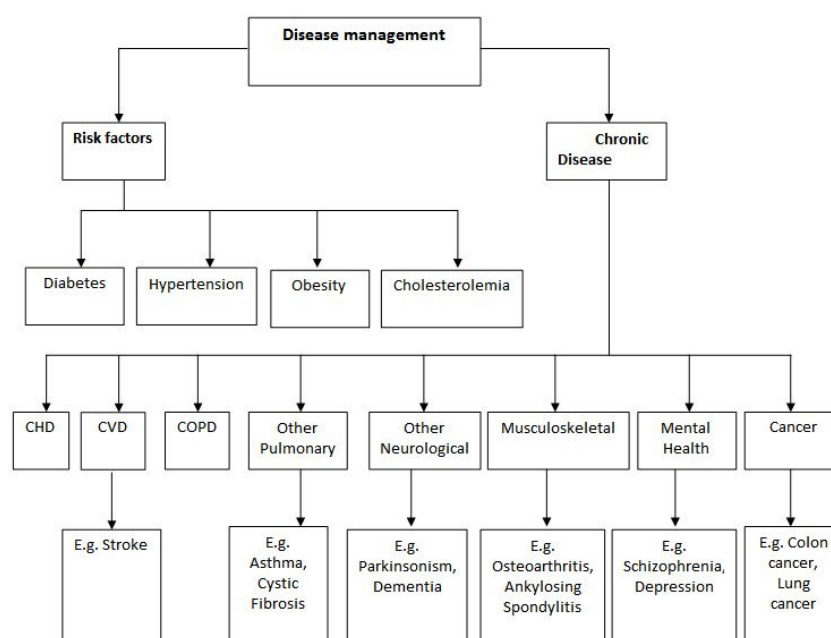 Disease management
Risk factors
Chronic
Disease
Diabetes
Hypertension
Obesity
Cholesterolemia
CHD
CVD
COPD
Other
Pulmonary
Other
Neurological
Musculoskeletal
Mental
Health
Cancer
E.g. Stroke
E.g.
Asthma,
Cystic
Fibrosis
E.g.
Parkinsonism,
Dementia
E.g.
Osteoarthritis,
Ankylosing
Spondylitis
E.g.
Schizophrenia,
Depression
E.g. Colon
cancer,
Lung
cancer